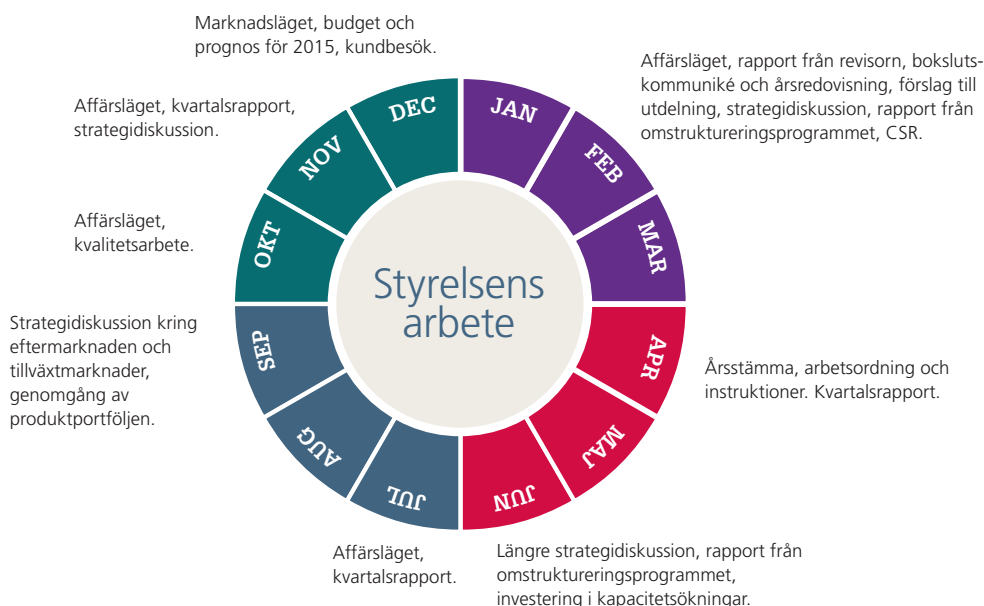 Marknadsläget, budget och
prognos för 2015, kundbesök.
Affärsläget, rapport från revisorn, boksluts-
kommuniké och årsredovisning, förslag till
utdelning, strategidiskussion, rapport från
omstruktureringsprogrammet, CSR.
Affärsläget, kvartalsrapport,
strategidiskussion.
Affärsläget,
kvalitetsarbete.
Strategidiskussion kring
eftermarknaden och
tillväxtmarknader,
genomgång av
produktportföljen.
Årsstämma, arbetsordning och
instruktioner. Kvartalsrapport.
Affärsläget,
kvartalsrapport.
Längre strategidiskussion, rapport från
omstruktureringsprogrammet,
investering i kapacitetsökningar.
JAN
FEB
MAR
APR
MAJ
JUN
JUL
AUG
SEP
OKT
NOV
DEC
Styrelsens
arbete